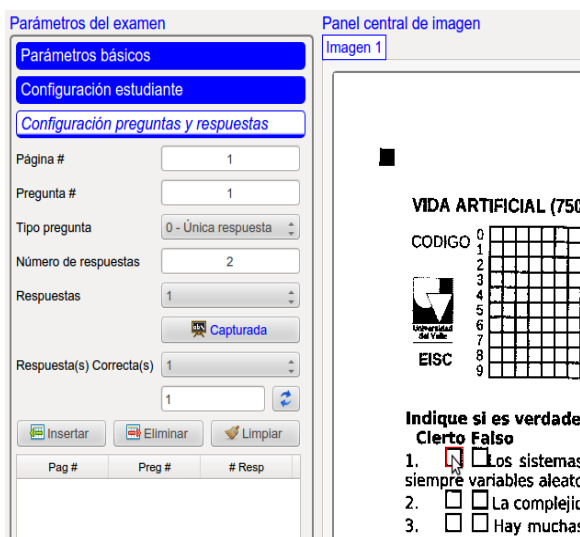 Parámetros del examen
Parámetros básicos
Configuración estudiante
Configuración preguntas y respuestas
Página #
1
Pregunta #
1
Tipo pregunta
0 - Única respuesta
Número de respuestas
2
Respuestas
1
Capturada
Respuesta(s) Correcta(s)
1
1
Insertar
Eliminar
Limpiar
Pag #
Preg #
# Resp
Panel central de imagen
Imagen 1
VIDA ARTIFICIAL (750
CODIGO
0
1
2
3
4
5
6
7
8
9
Universidad
del Valle
EISC
Indique si es verdade
Cierto Falso
1. Los sistemas
siempre variables aleato
2. La complejid
3. Hay muchas